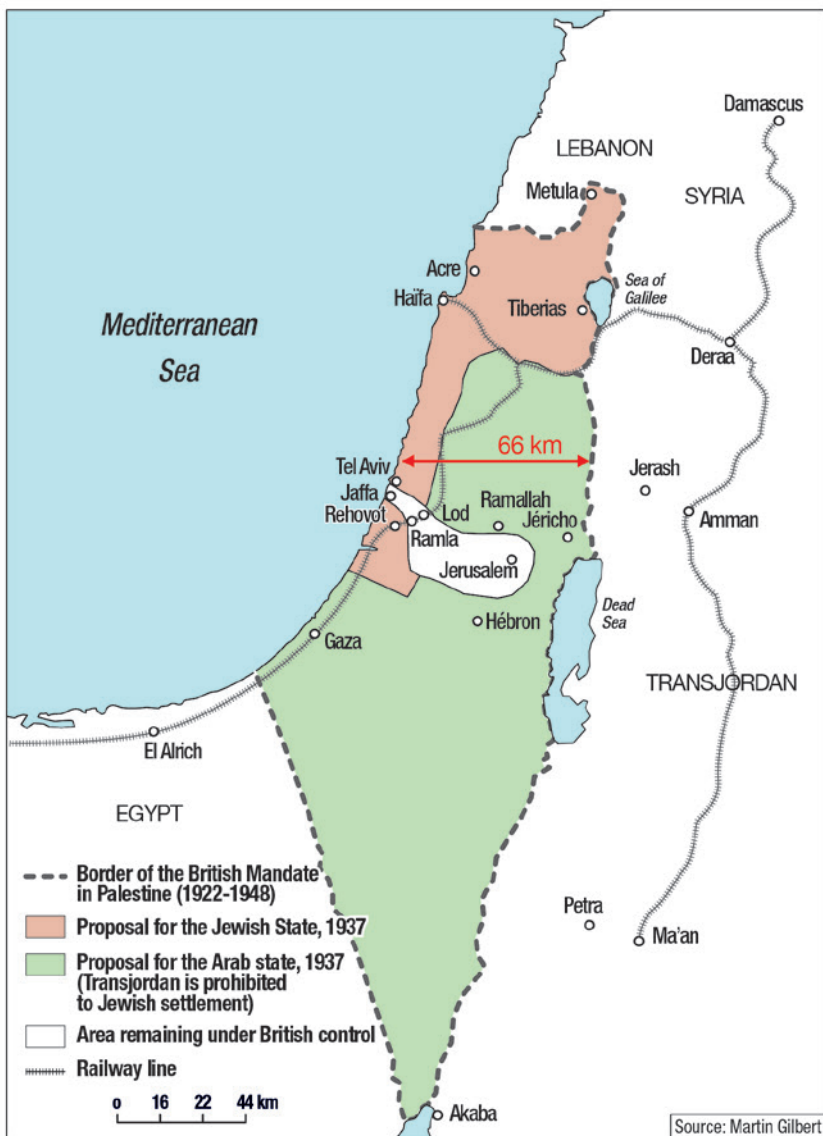 Damascus
LEBANON
Metula
SYRIA
Acre
Sea of
Galilee
Haïfa
Tiberias
Mediterranean
Sea
Deraa
66 km
Tel Aviv
Jerash
Jaffa
Ramallah
Rehovot
Lod
Jéricho
Amman
Ramla
Jerusalem
Dead
Sea
Hébron
Gaza
TRANSJORDAN
El Alrich
EGYPT
Border of the British Mandate
in Palestine (1922-1948)
Petra
Proposal for the Jewish State, 1937
Ma'an
Proposal for the Arab state, 1937
(Transjordan is prohibited
to Jewish settlement)
Area remaining under British control
Railway line
0 16 22 44 km
Akaba
Source: Martin Gilbert